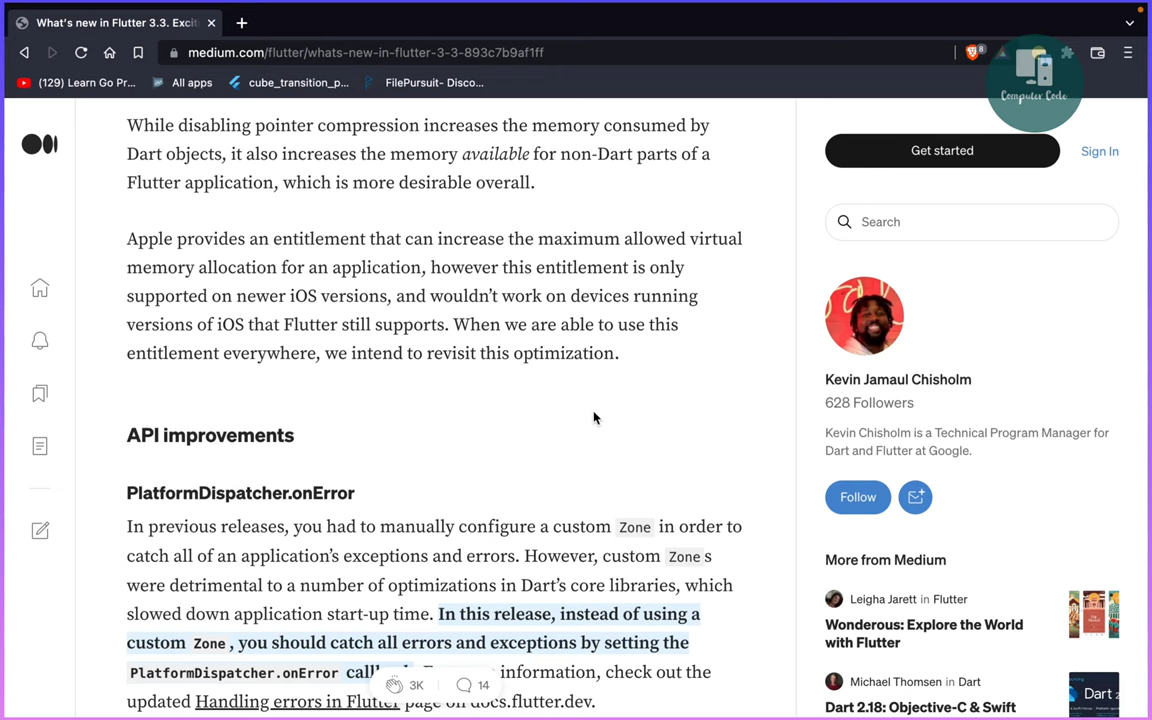 What's new in Flutter 3.3. Excit
medium.com/flutter/whats-new-in-flutter-3-3-893c7b9af1ff
8
(129) Learn Go Pr...
All apps
cube_transition_p...
FilePursuit- Disco...
Computer Code
While disabling pointer compression increases the memory consumed by
Dart objects, it also increases the memory available for non-Dart parts of a
Flutter application, which is more desirable overall.
Apple provides an entitlement that can increase the maximum allowed virtual
memory allocation for an application, however this entitlement is only
supported on newer iOS versions, and wouldn't work on devices running
versions of iOS that Flutter still supports. When we are able to use this
entitlement everywhere, we intend to revisit this optimization.
API improvements
PlatformDispatcher.onError
In previous releases, you had to manually configure a custom Zone in order to
catch all of an application's exceptions and errors. However, custom Zone s
were detrimental to a number of optimizations in Dart's core libraries, which
slowed down application start-up time. In this release, instead of using a
custom Zone , you should catch all errors and exceptions by setting the
PlatformDispatcher.onError call information, check out the
updated Handling errors in Flutter page on docs.flutter.dev.
3K
14
Get started
Sign In
Search
Kevin Jamaul Chisholm
628 Followers
Kevin Chisholm is a Technical Program Manager for
Dart and Flutter at Google.
Follow
More from Medium
Leigha Jarett in Flutter
Wonderous: Explore the World
with Flutter
Michael Thomsen in Dart
Dart 2.18: Objective-C & Swift
Dart 2